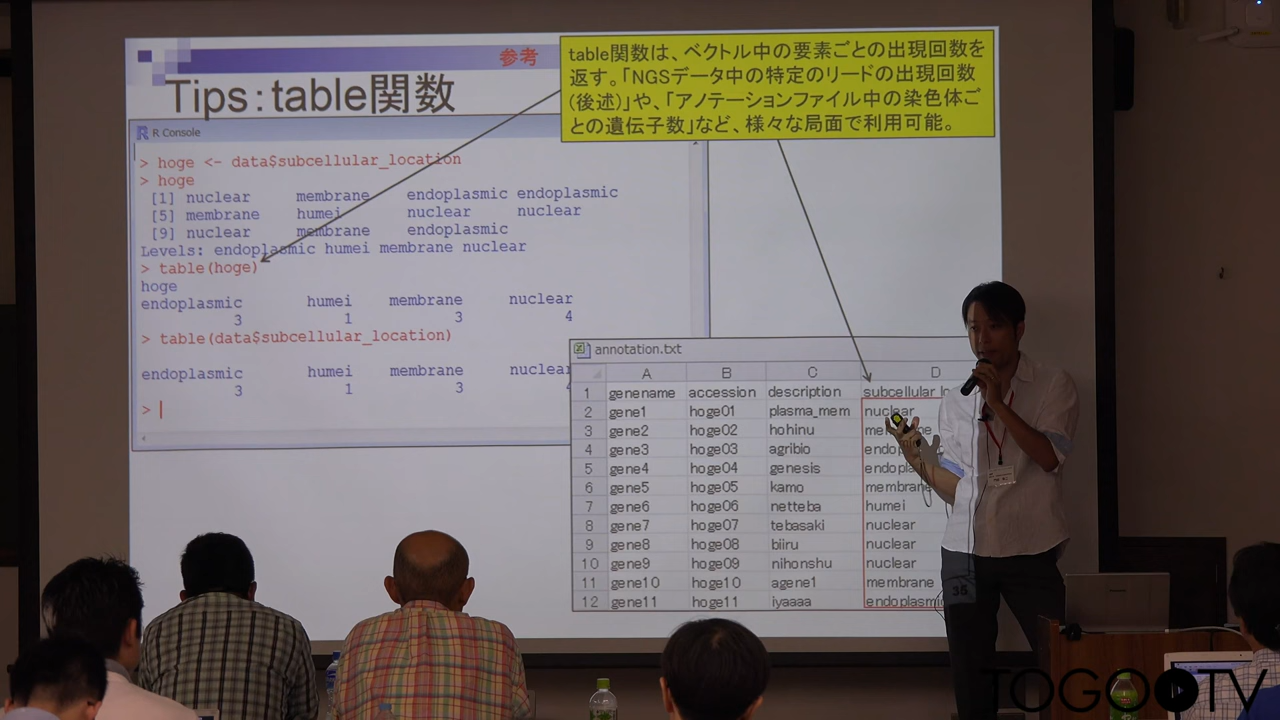 参考
Tips：table関数
table関数は、ベクトル中の要素ごとの出現回数を
返す。「NGSデータ中の特定のリードの出現回数
（後述）」や、「アノテーションファイル中の染色体ご
との遺伝子数」など、様々な局面で利用可能。
R Console
> hoge <- data$subcellular_location
> hoge
[1] nuclear membrane endoplasmic endoplasmic
[5] membrane humei nuclear nuclear
[9] nuclear membrane endoplasmic
Levels: endoplasmic humei membrane nuclear
> table(hoge)
hoge
endoplasmic humei membrane nuclear
3 1 3 4
> table(data$subcellular_location)
endoplasmic humei membrane nuclear
3 1 3 4
>
annotation.txt
A B C D
1 genename accession description subcellular_lo
2 gene1 hoge01 plasma_mem nuclear
3 gene2 hoge02 hohinu membrane
4 gene3 hoge03 agribio endop
5 gene4 hoge04 genesis endopla
6 gene5 hoge05 kamo membrane
7 gene6 hoge06 netteba humei
8 gene7 hoge07 tebasaki nuclear
9 gene8 hoge08 biiru nuclear
10 gene9 hoge09 nihonshu nuclear
11 gene10 hoge10 agene1 membrane
12 gene11 hoge11 iyaaaa endoplasmic
35
TOGOTV